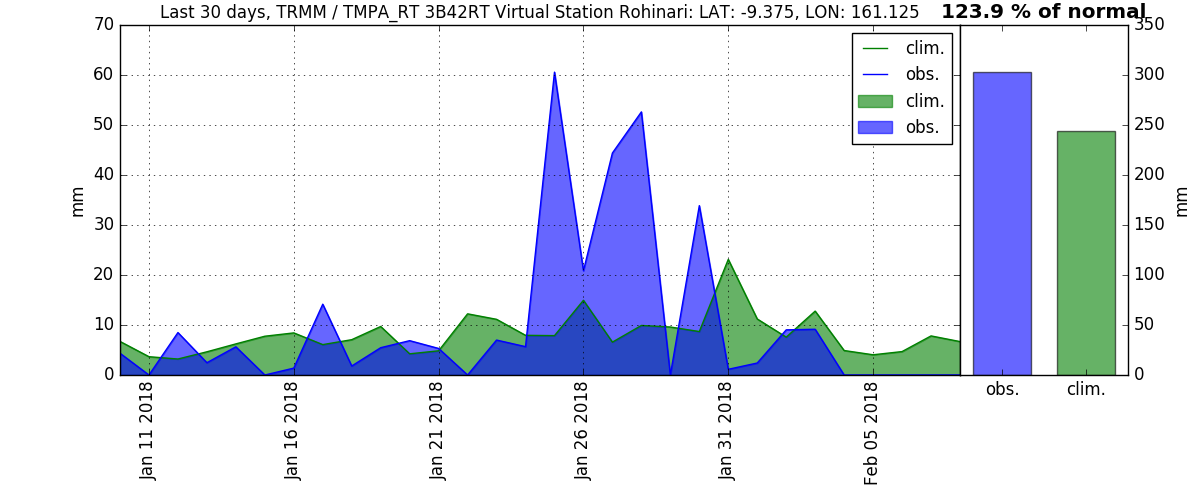 Last 30 days, TRMM / TMPA_RT 3B42RT Virtual Station Rohinari: LAT: -9.375, LON: 161.125
123.9 % of normal
70
60
50
40
30
20
10
0
mm
clim.
obs.
clim.
obs.
Jan 11 2018
Jan 16 2018
Jan 21 2018
Jan 26 2018
Jan 31 2018
Feb 05 2018
350
300
250
200
150
100
50
0
mm
obs.
clim.